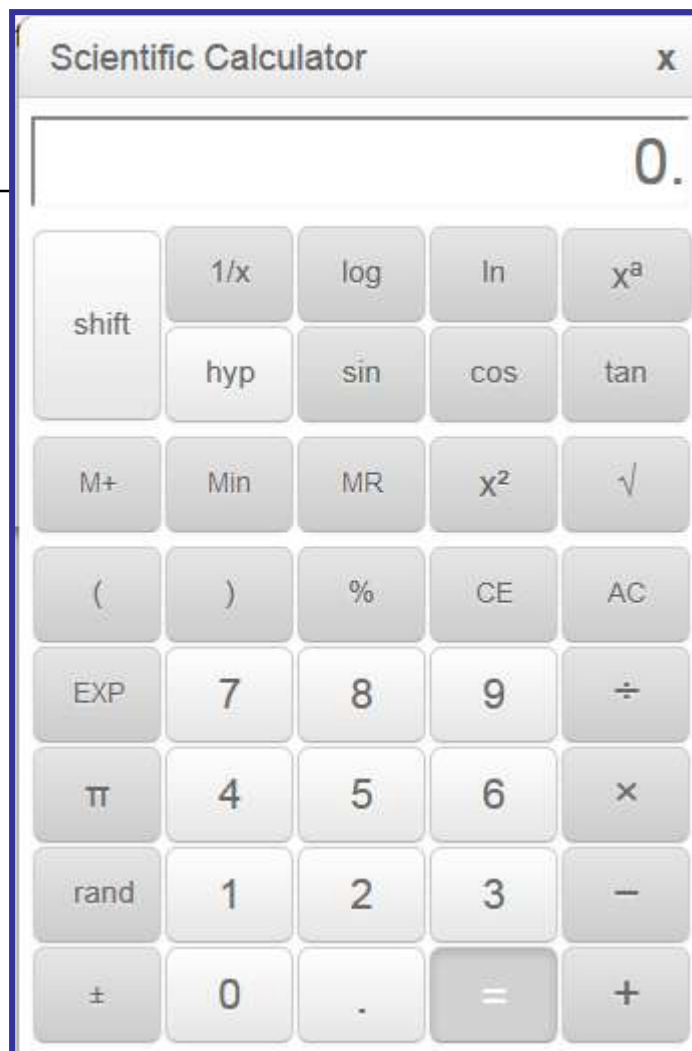 Scientific Calculator x
0.
shift 1/x log ln xª
hyp sin cos tan
M+ Min MR x² √
( ) % CE AC
EXP 7 8 9 ÷
π 4 5 6 ×
rand 1 2 3 −
± 0 . = +